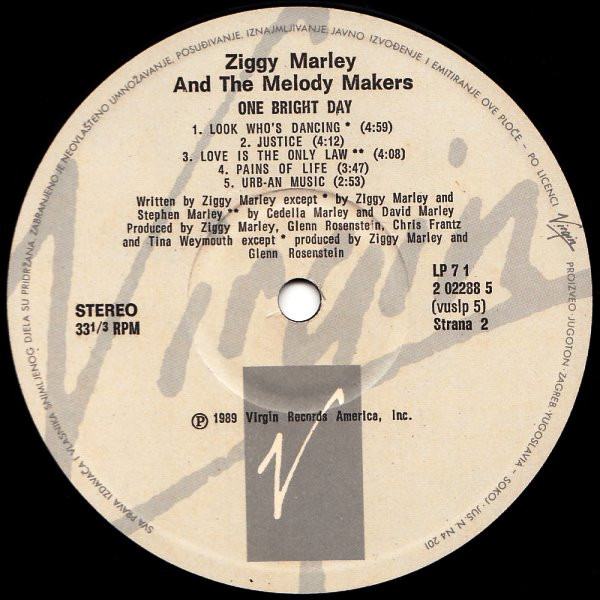 SVA PRAVA IZDAVAČA I VLASNIKA SNIMLJENOG DJELA SU PRIDRŽANA ZABRANJENO JE NEOVLAŠTENO UMNOŽAVANJE, POSUĐIVANJE, IZNAJMLJIVANJE, JAVNO IZVOĐENJE I EMITIRANJE OVE PLOČE - PO LICENCI Virgin PROIZVEO JUGOTON - ZAGREB - YUGOSLAVIA - SOKOJ - JUS. N. N4 201
Ziggy Marley
And The Melody Makers
ONE BRIGHT DAY
1. LOOK WHO'S DANCING * (4:59)
2. JUSTICE (4:12)
3. LOVE IS THE ONLY LAW ** (4:08)
4. PAINS OF LIFE (3:47)
5. URB-AN MUSIC (2:53)
Written by Ziggy Marley except * by Ziggy Marley and
Stephen Marley ** by Cedella Marley and David Marley
Produced by Ziggy Marley, Glenn Rosenstein, Chris Frantz
and Tina Weymouth except * produced by Ziggy Marley and
Glenn Rosenstein
Virgin
STEREO
33 1/3 RPM
LP 7 1
2 02288 5
(vuslp 5)
Strana 2
Ⓟ 1989 Virgin Records America, Inc.
V